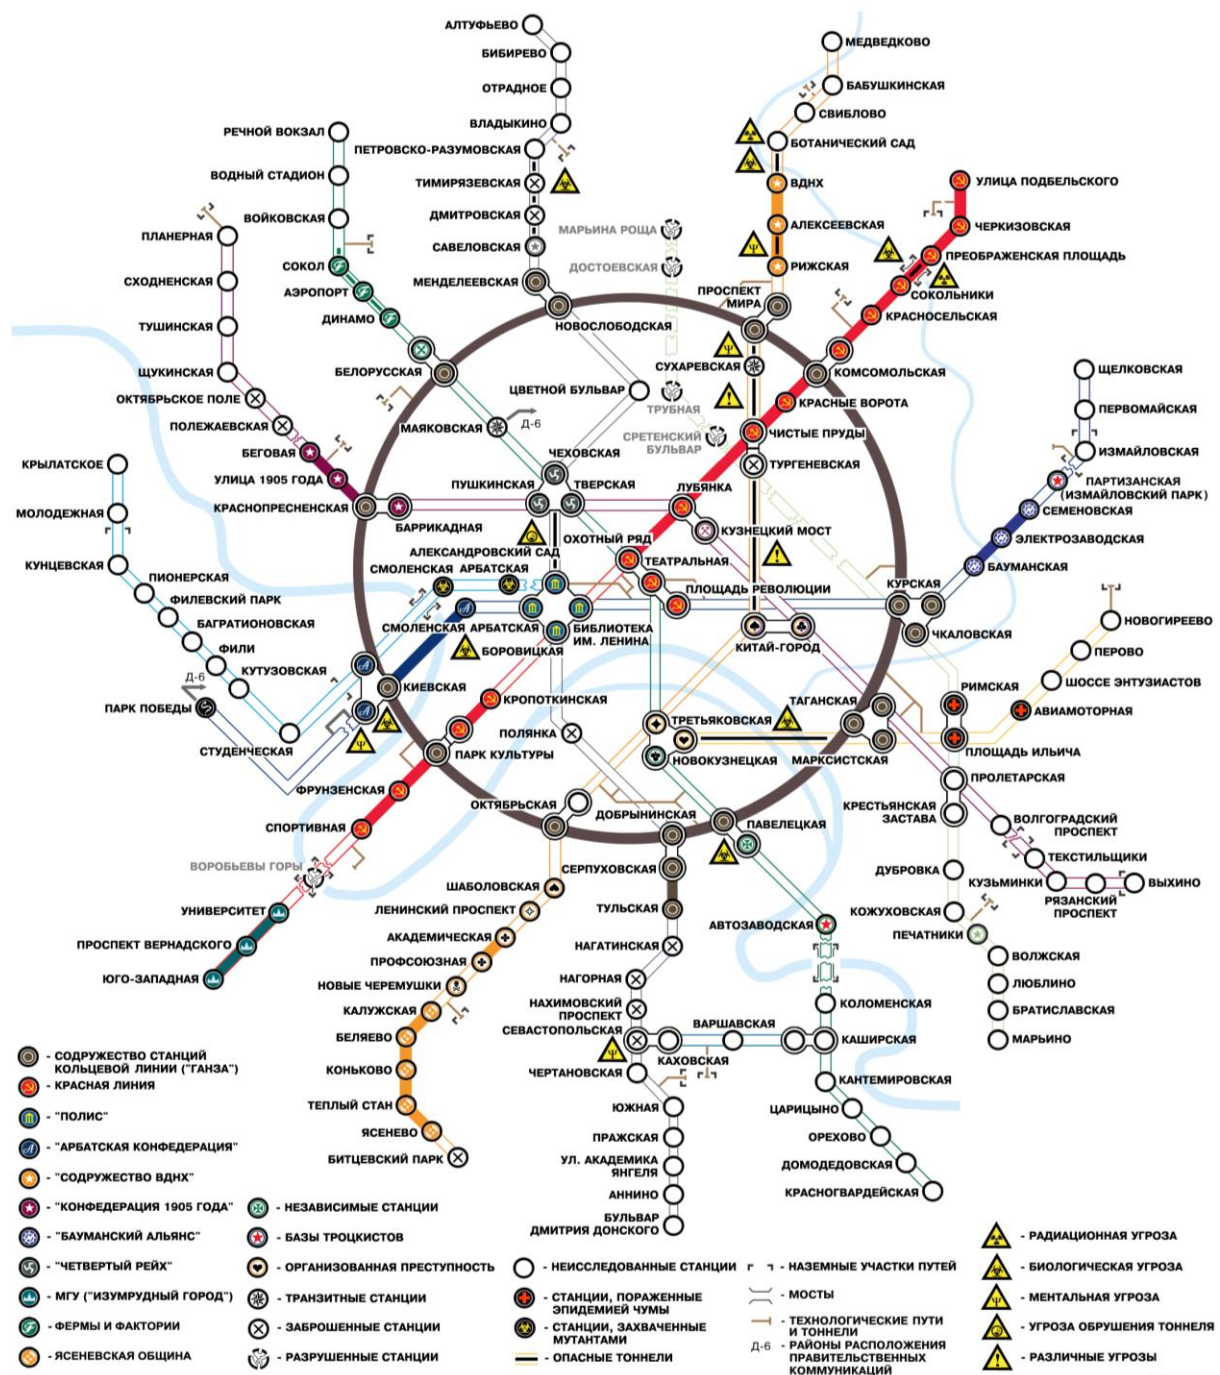 АЛТУФЬЕВО
БИБИРЕВО
ОТРАДНОЕ
ВЛАДЫКИНО
ПЕТРОВСКО-РАЗУМОВСКАЯ
ТИМИРЯЗЕВСКАЯ
ДМИТРОВСКАЯ
САВЕЛОВСКАЯ
МЕНДЕЛЕЕВСКАЯ
НОВОСЛОБОДСКАЯ
ЦВЕТНОЙ БУЛЬВАР
ЧЕХОВСКАЯ
МЕДВЕДКОВО
БАБУШКИНСКАЯ
СВИБЛОВО
БОТАНИЧЕСКИЙ САД
ВДНХ
АЛЕКСЕЕВСКАЯ
РИЖСКАЯ
ПРОСПЕКТ
МИРА
СУХАРЕВСКАЯ
ТУРГЕНЕВСКАЯ
МАРЬИНА РОЩА
ДОСТОЕВСКАЯ
ТРУБНАЯ
СРЕТЕНСКИЙ
БУЛЬВАР
УЛИЦА ПОДБЕЛЬСКОГО
ЧЕРКИЗОВСКАЯ
ПРЕОБРАЖЕНСКАЯ ПЛОЩАДЬ
СОКОЛЬНИКИ
КРАСНОСЕЛЬСКАЯ
КОМСОМОЛЬСКАЯ
КРАСНЫЕ ВОРОТА
ЧИСТЫЕ ПРУДЫ
ЛУБЯНКА
КУЗНЕЦКИЙ МОСТ
ОХОТНЫЙ РЯД
ТЕАТРАЛЬНАЯ
ПЛОЩАДЬ РЕВОЛЮЦИИ
РЕЧНОЙ ВОКЗАЛ
ВОДНЫЙ СТАДИОН
ВОЙКОВСКАЯ
СОКОЛ
АЭРОПОРТ
ДИНАМО
БЕЛОРУССКАЯ
МАЯКОВСКАЯ
Д-6
ПУШКИНСКАЯ
ТВЕРСКАЯ
ПЛАНЕРНАЯ
СХОДНЕНСКАЯ
ТУШИНСКАЯ
ЩУКИНСКАЯ
ОКТЯБРЬСКОЕ ПОЛЕ
ПОЛЕЖАЕВСКАЯ
БЕГОВАЯ
УЛИЦА 1905 ГОДА
КРАСНОПРЕСНЕНСКАЯ
БАРРИКАДНАЯ
ЩЕЛКОВСКАЯ
ПЕРВОМАЙСКАЯ
ИЗМАЙЛОВСКАЯ
ПАРТИЗАНСКАЯ
(ИЗМАЙЛОВСКИЙ ПАРК)
СЕМЕНОВСКАЯ
ЭЛЕКТРОЗАВОДСКАЯ
БАУМАНСКАЯ
КУРСКАЯ
ЧКАЛОВСКАЯ
КРЫЛАТСКОЕ
МОЛОДЕЖНАЯ
КУНЦЕВСКАЯ
ПИОНЕРСКАЯ
ФИЛЕВСКИЙ ПАРК
БАГРАТИОНОВСКАЯ
ФИЛИ
КУТУЗОВСКАЯ
СТУДЕНЧЕСКАЯ
Д-6
ПАРК ПОБЕДЫ
КИЕВСКАЯ
АЛЕКСАНДРОВСКИЙ САД
СМОЛЕНСКАЯ
АРБАТСКАЯ
СМОЛЕНСКАЯ
АРБАТСКАЯ
БОРОВИЦКАЯ
БИБЛИОТЕКА
ИМ. ЛЕНИНА
КИТАЙ-ГОРОД
НОВОГИРЕЕВО
ПЕРОВО
ШОССЕ ЭНТУЗИАСТОВ
АВИАМОТОРНАЯ
РИМСКАЯ
ПЛОЩАДЬ ИЛЬИЧА
ТАГАНСКАЯ
МАРКСИСТСКАЯ
ТРЕТЬЯКОВСКАЯ
НОВОКУЗНЕЦКАЯ
КРОПОТКИНСКАЯ
ПОЛЯНКА
ПАРК КУЛЬТУРЫ
ФРУНЗЕНСКАЯ
СПОРТИВНАЯ
ВОРОБЬЕВЫ ГОРЫ
УНИВЕРСИТЕТ
ПРОСПЕКТ ВЕРНАДСКОГО
ЮГО-ЗАПАДНАЯ
ОКТЯБРЬСКАЯ
ДОБРЫНИНСКАЯ
ПАВЕЛЕЦКАЯ
СЕРПУХОВСКАЯ
ТУЛЬСКАЯ
НАГАТИНСКАЯ
НАГОРНАЯ
НАХИМОВСКИЙ
ПРОСПЕКТ
СЕВАСТОПОЛЬСКАЯ
ЧЕРТАНОВСКАЯ
ЮЖНАЯ
ПРАЖСКАЯ
УЛ. АКАДЕМИКА
ЯНГЕЛЯ
АННИНО
БУЛЬВАР
ДМИТРИЯ ДОНСКОГО
ШАБОЛОВСКАЯ
ЛЕНИНСКИЙ ПРОСПЕКТ
АКАДЕМИЧЕСКАЯ
ПРОФСОЮЗНАЯ
НОВЫЕ ЧЕРЕМУШКИ
КАЛУЖСКАЯ
БЕЛЯЕВО
КОНЬКОВО
ТЕПЛЫЙ СТАН
ЯСЕНЕВО
БИТЦЕВСКИЙ ПАРК
ПРОЛЕТАРСКАЯ
КРЕСТЬЯНСКАЯ
ЗАСТАВА
ВОЛГОГРАДСКИЙ
ПРОСПЕКТ
ТЕКСТИЛЬЩИКИ
КУЗЬМИНКИ
РЯЗАНСКИЙ
ПРОСПЕКТ
ВЫХИНО
ДУБРОВКА
КОЖУХОВСКАЯ
ПЕЧАТНИКИ
ВОЛЖСКАЯ
ЛЮБЛИНО
БРАТИСЛАВСКАЯ
МАРЬИНО
АВТОЗАВОДСКАЯ
КОЛОМЕНСКАЯ
ВАРШАВСКАЯ
КАХОВСКАЯ
КАШИРСКАЯ
КАНТЕМИРОВСКАЯ
ЦАРИЦЫНО
ОРЕХОВО
ДОМОДЕДОВСКАЯ
КРАСНОГВАРДЕЙСКАЯ
- СОДРУЖЕСТВО СТАНЦИЙ
КОЛЬЦЕВОЙ ЛИНИИ ("ГАНЗА")
- КРАСНАЯ ЛИНИЯ
- "ПОЛИС"
- "АРБАТСКАЯ КОНФЕДЕРАЦИЯ"
- "СОДРУЖЕСТВО ВДНХ"
- "КОНФЕДЕРАЦИЯ 1905 ГОДА"
- "БАУМАНСКИЙ АЛЬЯНС"
- "ЧЕТВЕРТЫЙ РЕЙХ"
- МГУ ("ИЗУМРУДНЫЙ ГОРОД")
- ФЕРМЫ И ФАКТОРИИ
- ЯСЕНЕВСКАЯ ОБЩИНА
- НЕЗАВИСИМЫЕ СТАНЦИИ
- БАЗЫ ТРОЦКИСТОВ
- ОРГАНИЗОВАННАЯ ПРЕСТУПНОСТЬ
- ТРАНЗИТНЫЕ СТАНЦИИ
- ЗАБРОШЕННЫЕ СТАНЦИИ
- РАЗРУШЕННЫЕ СТАНЦИИ
- НЕИССЛЕДОВАННЫЕ СТАНЦИИ
- СТАНЦИИ, ПОРАЖЕННЫЕ
ЭПИДЕМИЕЙ ЧУМЫ
- СТАНЦИИ, ЗАХВАЧЕННЫЕ
МУТАНТАМИ
- ОПАСНЫЕ ТОННЕЛИ
- НАЗЕМНЫЕ УЧАСТКИ ПУТЕЙ
- МОСТЫ
- ТЕХНОЛОГИЧЕСКИЕ ПУТИ
И ТОННЕЛИ
Д-6 - РАЙОНЫ РАСПОЛОЖЕНИЯ
ПРАВИТЕЛЬСТВЕННЫХ
КОММУНИКАЦИЙ
- РАДИАЦИОННАЯ УГРОЗА
- БИОЛОГИЧЕСКАЯ УГРОЗА
- МЕНТАЛЬНАЯ УГРОЗА
- УГРОЗА ОБРУШЕНИЯ ТОННЕЛЯ
- РАЗЛИЧНЫЕ УГРОЗЫ